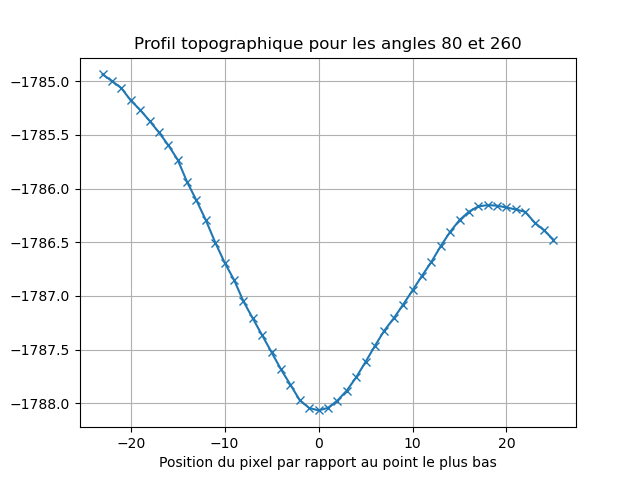 Profil topographique pour les angles 80 et 260
−1785.0
−1785.5
−1786.0
−1786.5
−1787.0
−1787.5
−1788.0
−20 −10 0 10 20
Position du pixel par rapport au point le plus bas